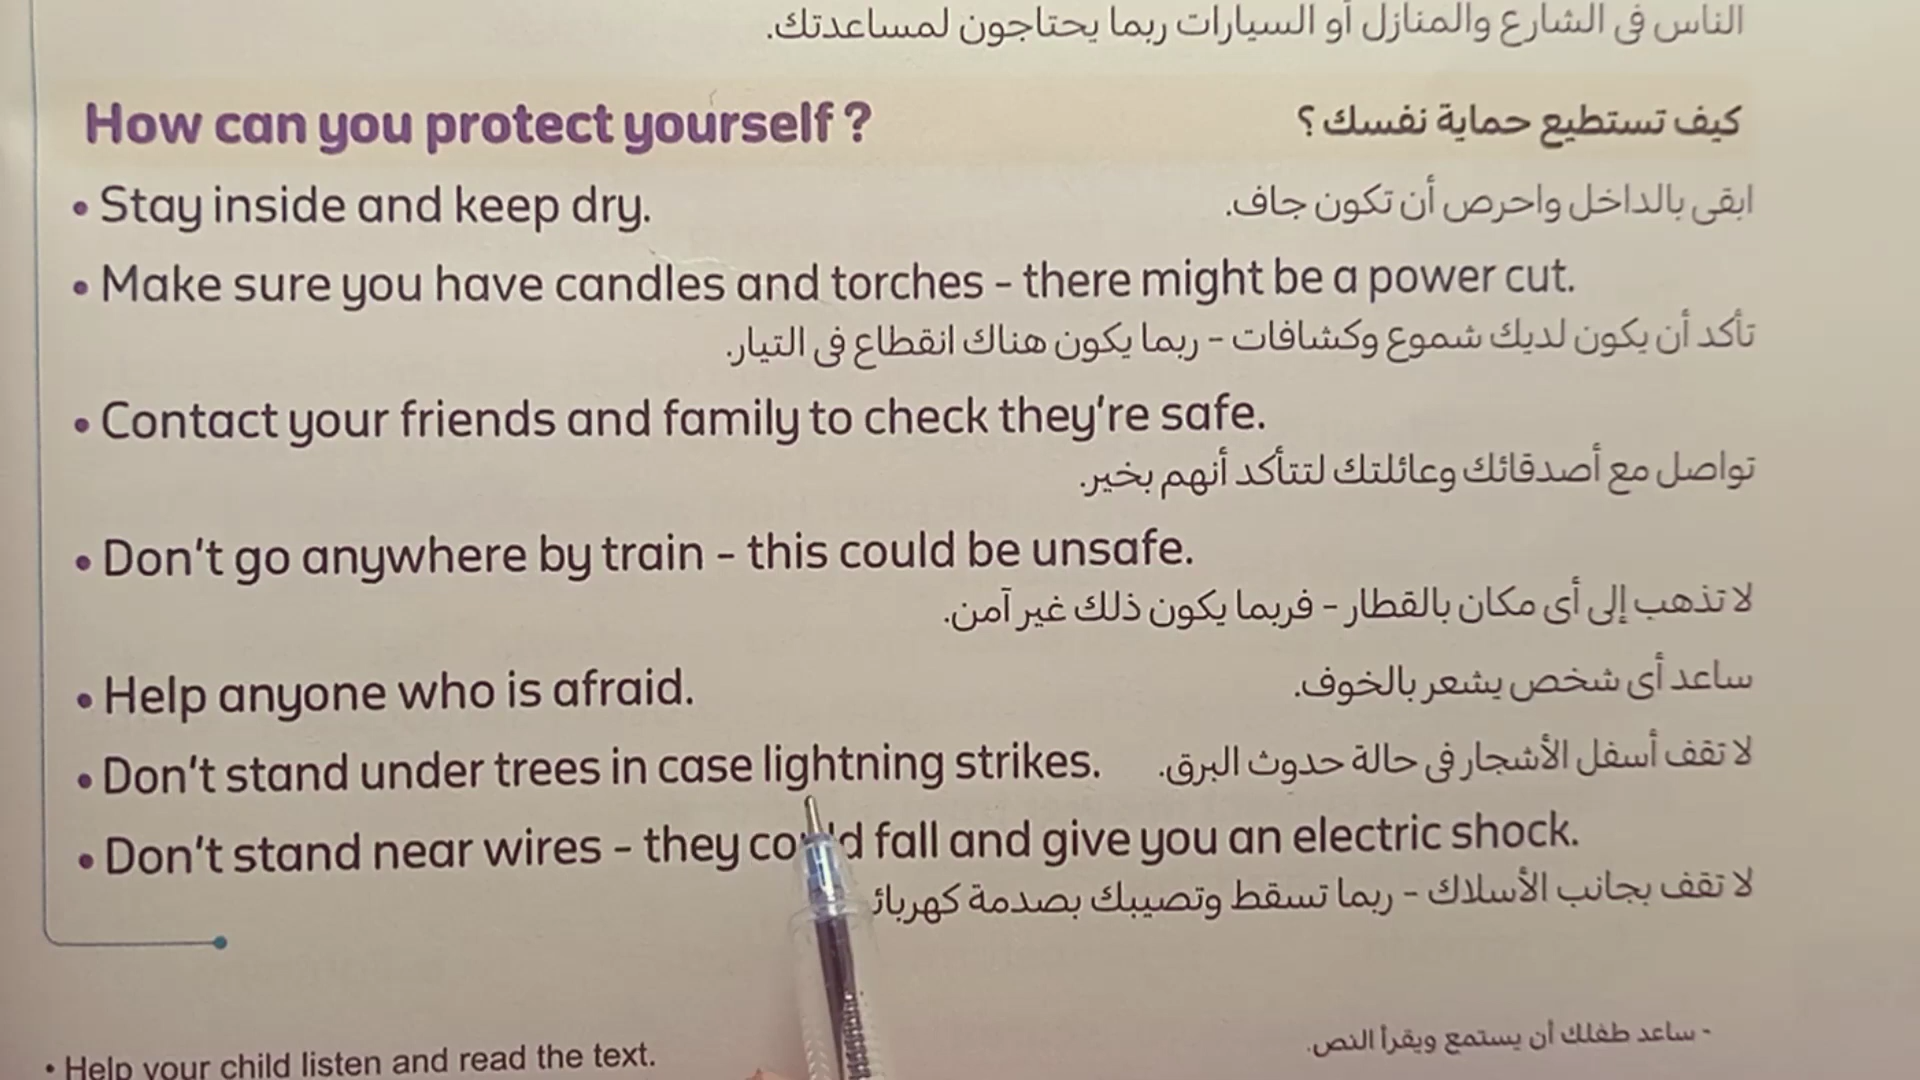 الناس فى الشارع والمنازل أو السيارات ربما يحتاجون لمساعدتك.
How can you protect yourself ?
كيف تستطيع حماية نفسك ؟
• Stay inside and keep dry.
ابقى بالداخل واحرص أن تكون جاف.
• Make sure you have candles and torches - there might be a power cut.
تأكد أن يكون لديك شموع وكشافات - ربما يكون هناك انقطاع فى التيار.
• Contact your friends and family to check they're safe.
تواصل مع أصدقائك وعائلتك لتتأكد أنهم بخير.
• Don't go anywhere by train - this could be unsafe.
لا تذهب إلى أى مكان بالقطار - فربما يكون ذلك غير آمن.
• Help anyone who is afraid.
ساعد أى شخص يشعر بالخوف.
• Don't stand under trees in case lightning strikes.
لا تقف أسفل الأشجار فى حالة حدوث البرق.
• Don't stand near wires - they could fall and give you an electric shock.
لا تقف بجانب الأسلاك - ربما تسقط وتصيبك بصدمة
• Help your child listen and read the text.
- ساعد طفلك أن يستمع ويقرأ النص.